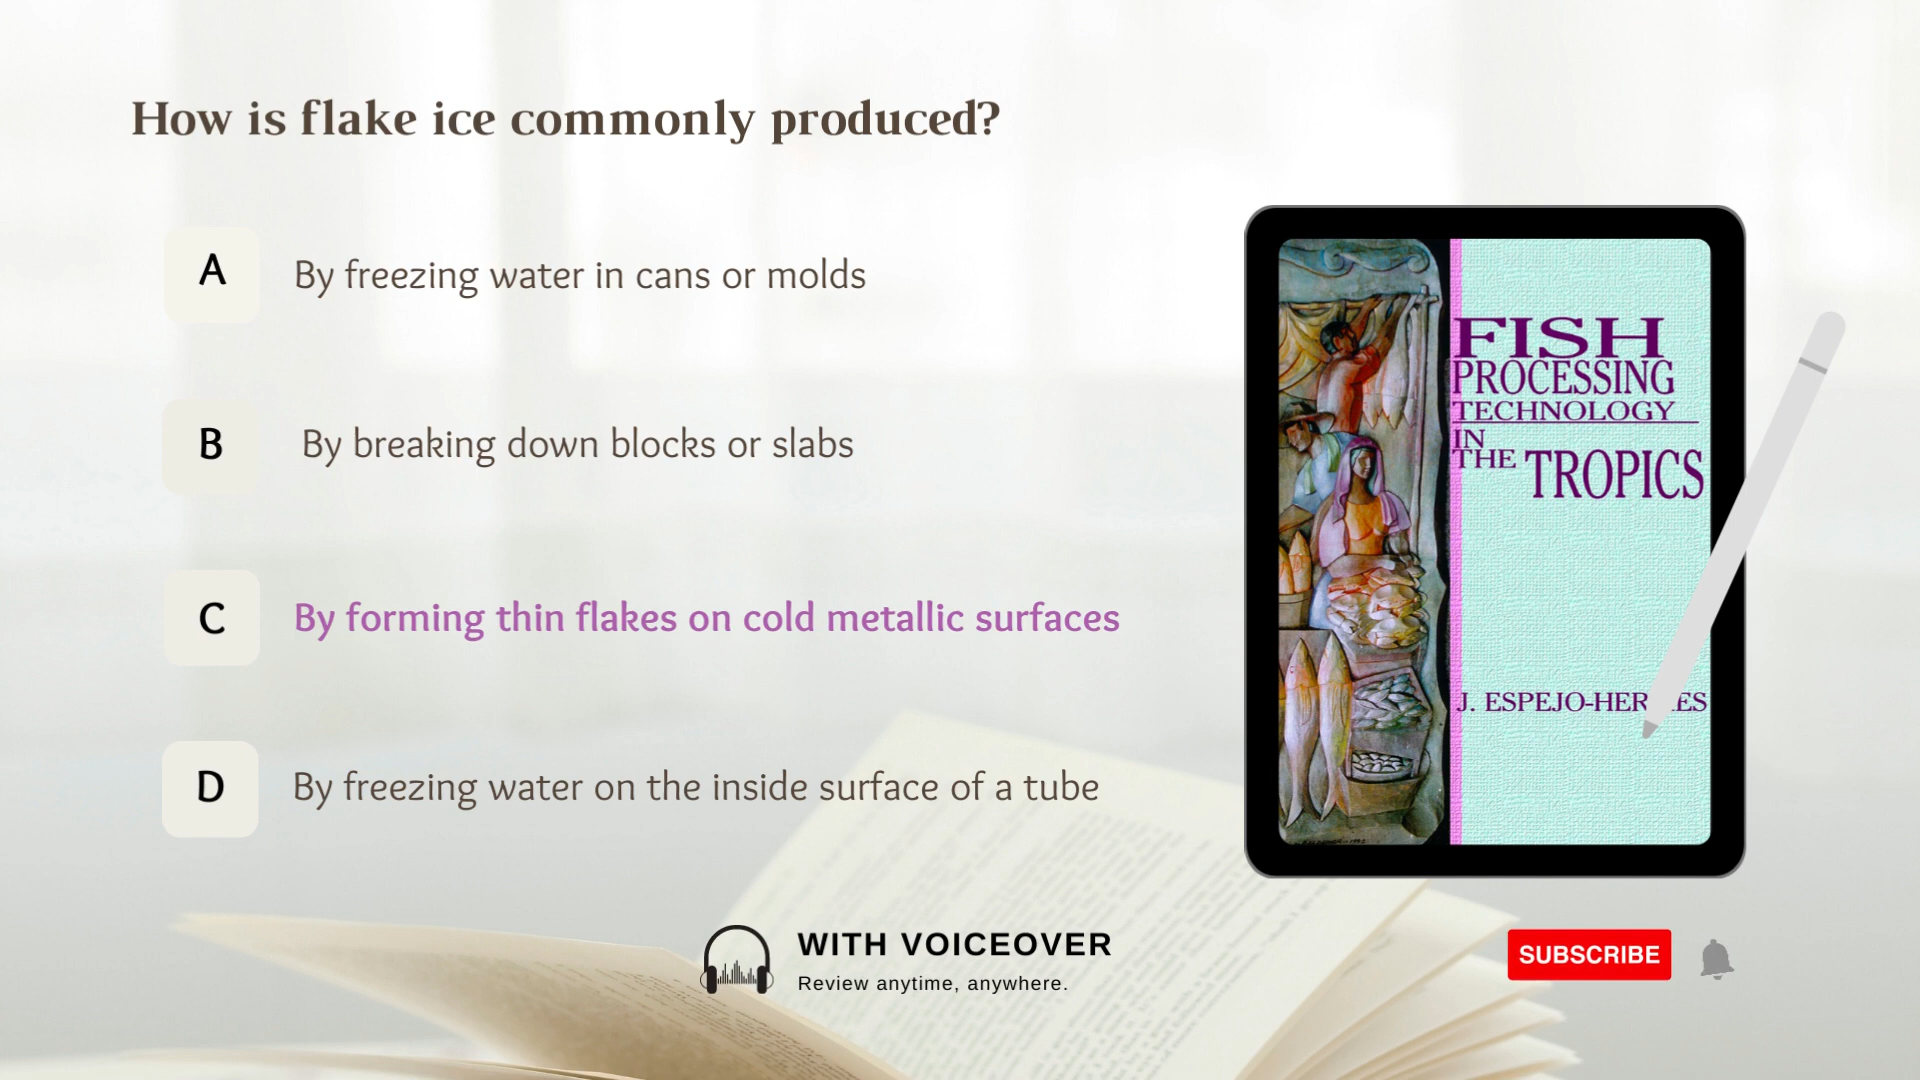 How is flake ice commonly produced?
A
By freezing water in cans or molds
B
By breaking down blocks or slabs
C
By forming thin flakes on cold metallic surfaces
D
By freezing water on the inside surface of a tube
FISH
PROCESSING
TECHNOLOGY
IN
THE TROPICS
J.
WITH VOICEOVER
Review anytime, anywhere.
SUBSCRIBE